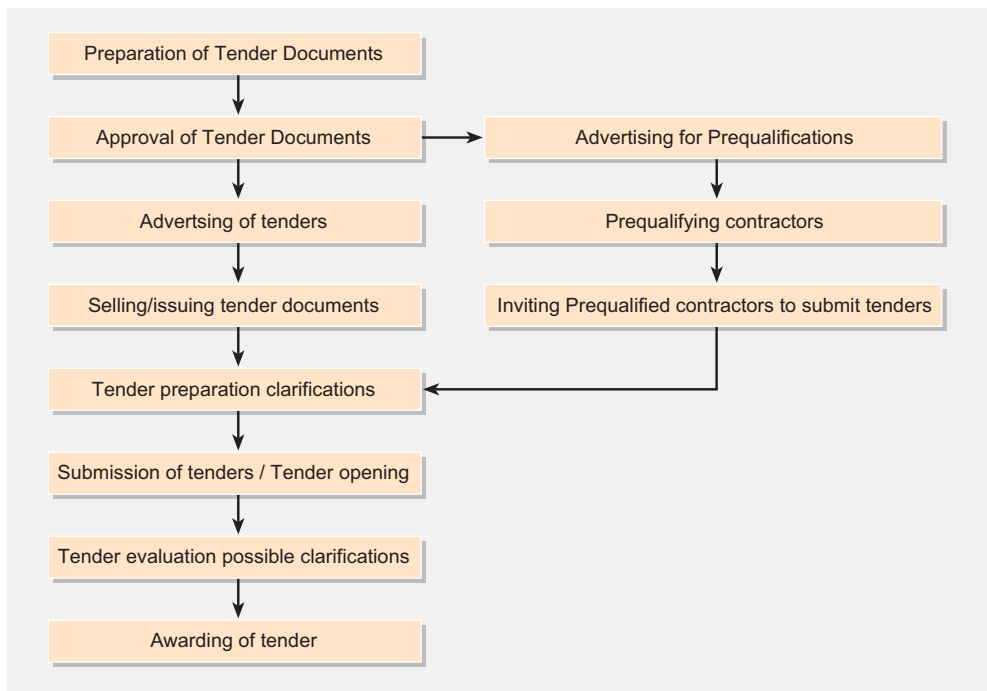 Preparation of Tender Documents
Approval of Tender Documents
Advertising for Prequalifications
Advertsing of tenders
Prequalifying contractors
Selling/issuing tender documents
Inviting Prequalified contractors to submit tenders
Tender preparation clarifications
Submission of tenders / Tender opening
Tender evaluation possible clarifications
Awarding of tender